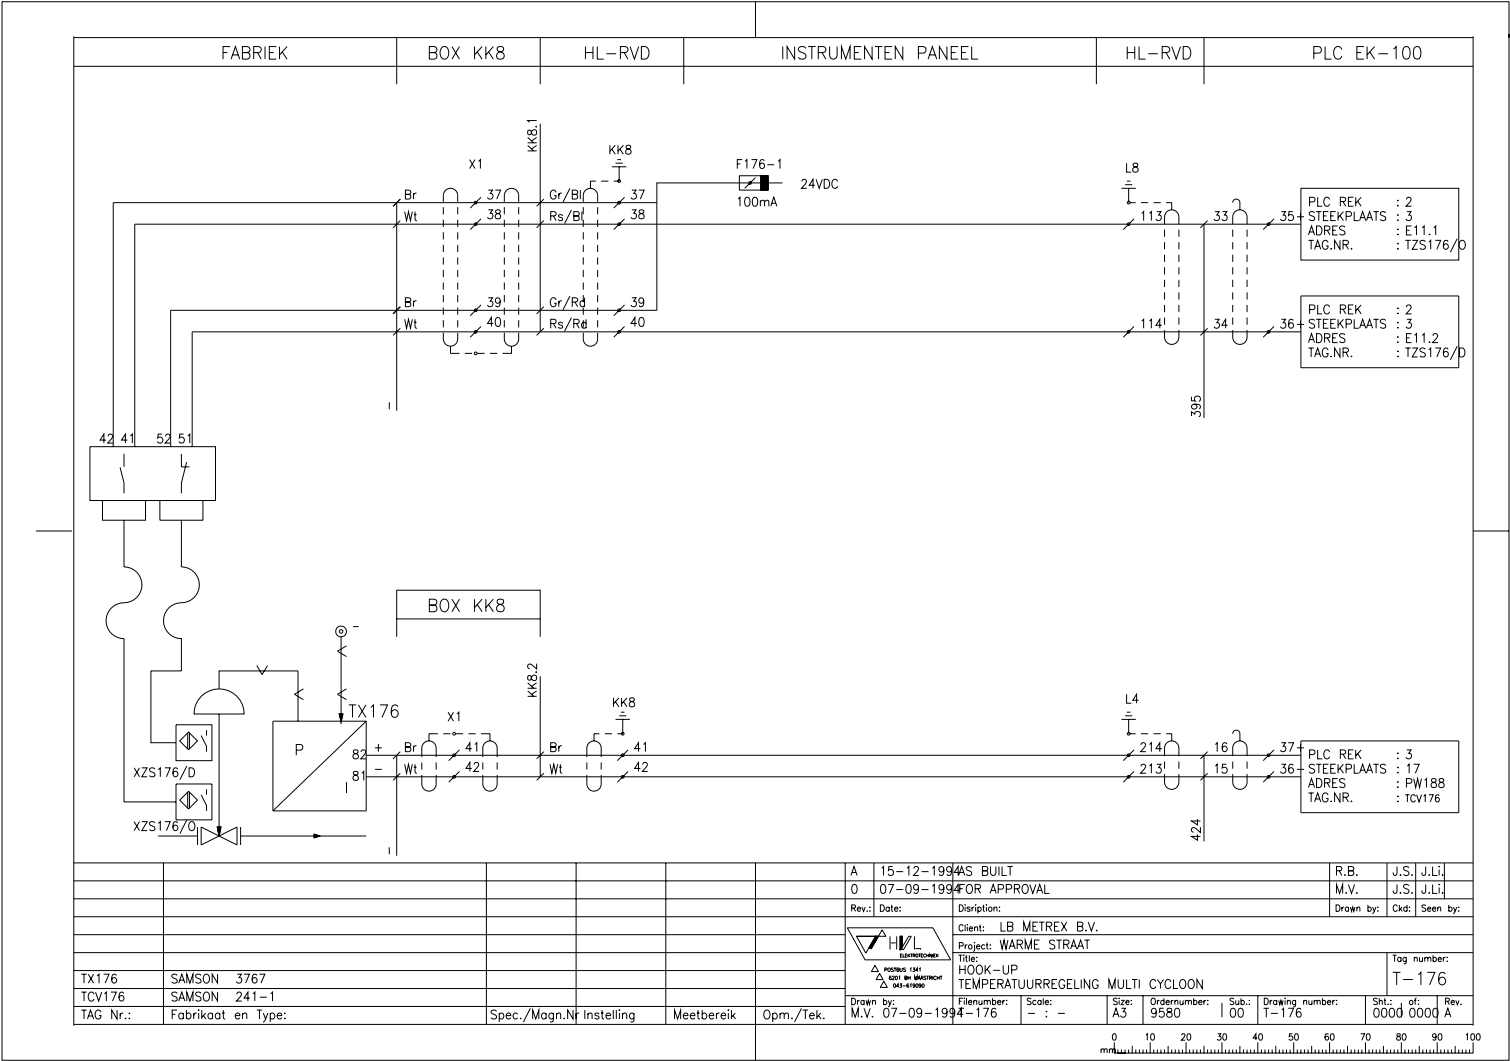 FABRIEK BOX KK8 HL-RVD INSTRUMENTEN PANEEL HL-RVD PLC EK-100
KK8.1
X1
KK8
F176-1
24VDC
100mA
L8
Br 37 Gr/Bl 37
Wt 38 Rs/Bl 38 113 33 35
PLC REK : 2
STEEKPLAATS : 3
ADRES : E11.1
TAG.NR. : TZS176/O
Br 39 Gr/Rd 39
Wt 40 Rs/Rd 40 114 34 36
PLC REK : 2
STEEKPLAATS : 3
ADRES : E11.2
TAG.NR. : TZS176/D
395
42 41 52 51
BOX KK8
KK8.2
TX176
X1
KK8
L4
P
I
82 + Br 41 Br 41 214 16 37
81 - Wt 42 Wt 42 213 15 36
PLC REK : 3
STEEKPLAATS : 17
ADRES : PW188
TAG.NR. : TCV176
424
XZS176/D
XZS176/O
A 15-12-1994 AS BUILT R.B. J.S. J.Li.
0 07-09-1994 FOR APPROVAL M.V. J.S. J.Li.
Rev.: Date: Disription: Drawn by: Ckd: Seen by:
HVL
ELEKTROTECHNIEK
POSTBUS 1341
6201 BH MAASTRICHT
043-619090
Client: LB METREX B.V.
Project: WARME STRAAT
Title:
HOOK-UP
TEMPERATUURREGELING MULTI CYCLOON
Tag number:
T-176
TX176 SAMSON 3767
TCV176 SAMSON 241-1
TAG Nr.: Fabrikaat en Type: Spec./Magn.Nr Instelling Meetbereik Opm./Tek.
Drawn by: Filenumber: Scale: Size: Ordernumber: Sub.: Drawing number: Sht.: of: Rev.
M.V. 07-09-1994 T-176 - : - A3 9580 00 T-176 0000 0000 A
mm 0 10 20 30 40 50 60 70 80 90 100